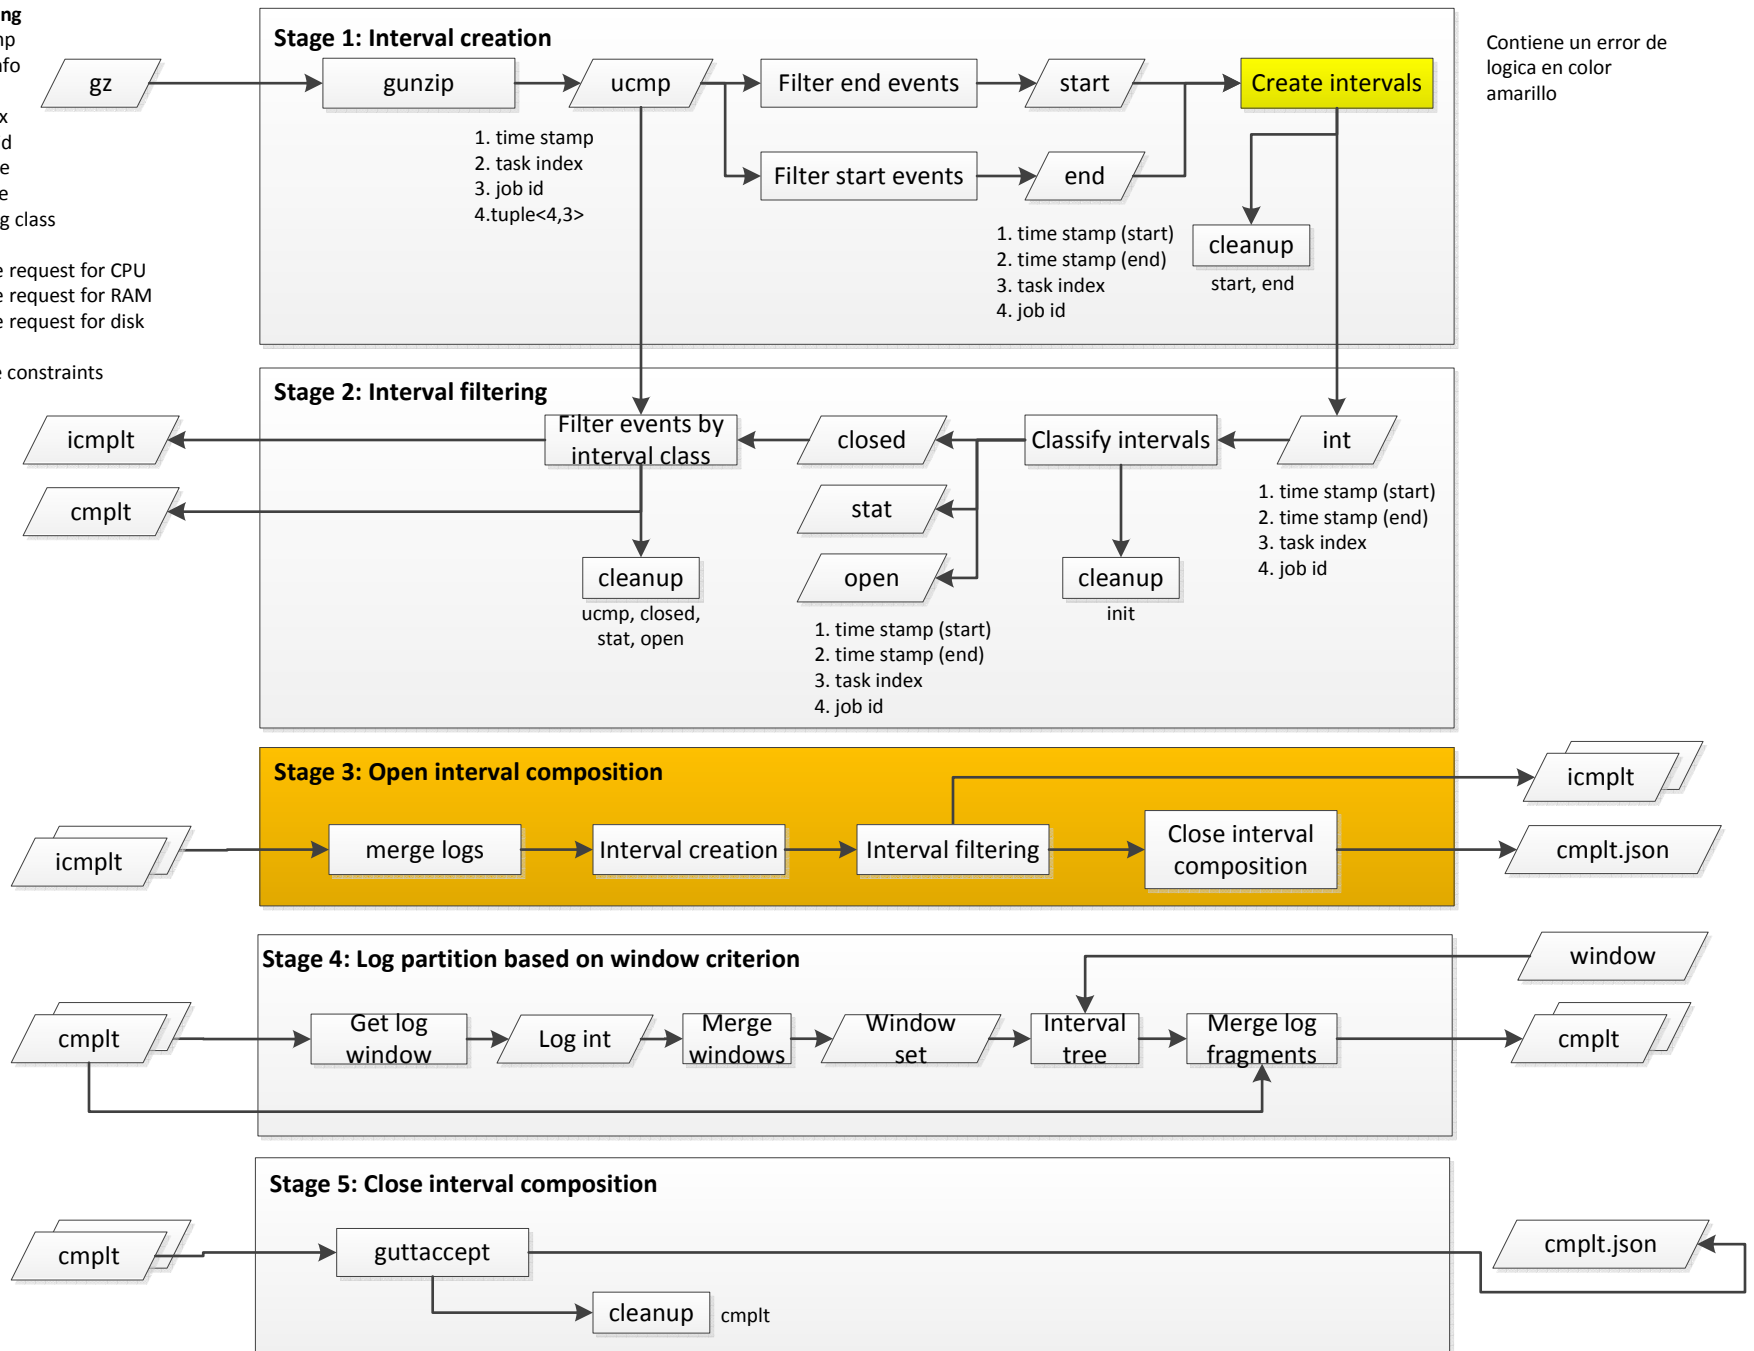 ng
np
nfo
x
d
e
e
g class
e request for CPU
e request for RAM
e request for disk
e constraints
Stage 1: Interval creation
gz
gunzip
ucmp
Filter end events
start
Create intervals
Contiene un error de
logica en color
amarillo
1. time stamp
2. task index
3. job id
4.tuple<4,3>
Filter start events
end
1. time stamp (start)
2. time stamp (end)
3. task index
4. job id
cleanup
start, end
Stage 2: Interval filtering
icmplt
cmplt
Filter events by
interval class
closed
Classify intervals
int
stat
open
1. time stamp (start)
2. time stamp (end)
3. task index
4. job id
cleanup
ucmp, closed,
stat, open
cleanup
init
1. time stamp (start)
2. time stamp (end)
3. task index
4. job id
Stage 3: Open interval composition
icmplt
icmplt
merge logs
Interval creation
Interval filtering
Close interval
composition
cmplt.json
Stage 4: Log partition based on window criterion
window
cmplt
Get log
window
Log int
Merge
windows
Window
set
Interval
tree
Merge log
fragments
cmplt
Stage 5: Close interval composition
cmplt
guttaccept
cmplt.json
cleanup
cmplt